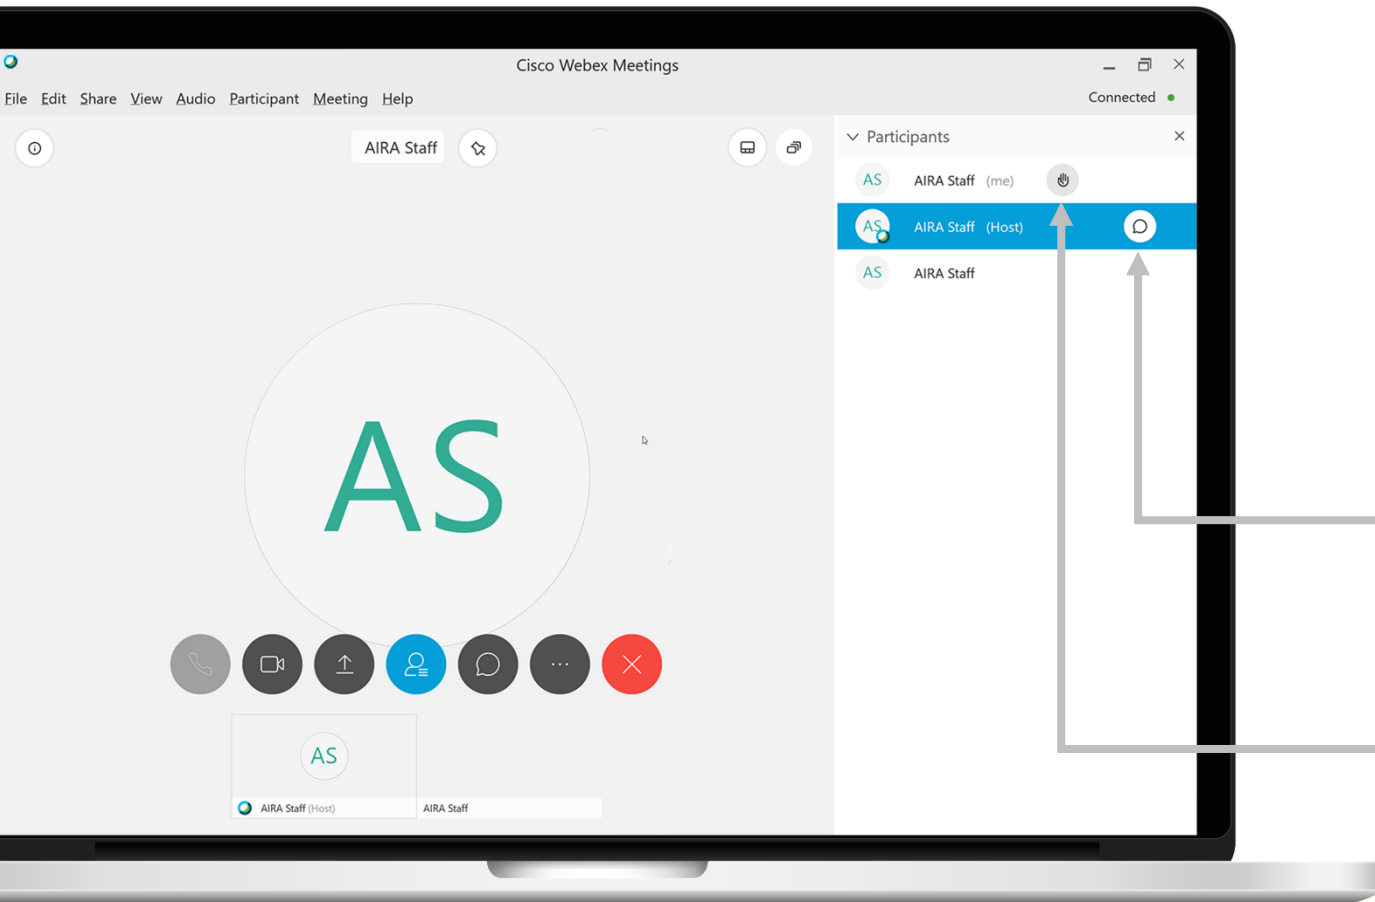 Cisco Webex Meetings
File Edit Share View Audio Participant Meeting Help
Connected
AIRA Staff
Participants
AS AIRA Staff (me)
AS AIRA Staff (Host)
AS AIRA Staff
AS
AS
AIRA Staff (Host)
AIRA Staff